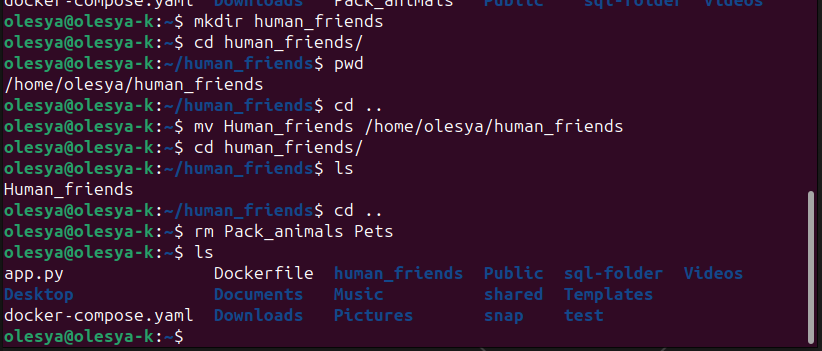 docker-compose.yaml Downloads Pack_animals Public sql-folder Videos
olesya@olesya-k:~$ mkdir human_friends
olesya@olesya-k:~$ cd human_friends/
olesya@olesya-k:~/human_friends$ pwd
/home/olesya/human_friends
olesya@olesya-k:~/human_friends$ cd ..
olesya@olesya-k:~$ mv Human_friends /home/olesya/human_friends
olesya@olesya-k:~$ cd human_friends/
olesya@olesya-k:~/human_friends$ ls
Human_friends
olesya@olesya-k:~/human_friends$ cd ..
olesya@olesya-k:~$ rm Pack_animals Pets
olesya@olesya-k:~$ ls
app.py Dockerfile human_friends Public sql-folder Videos
Desktop Documents Music shared Templates
docker-compose.yaml Downloads Pictures snap test
olesya@olesya-k:~$